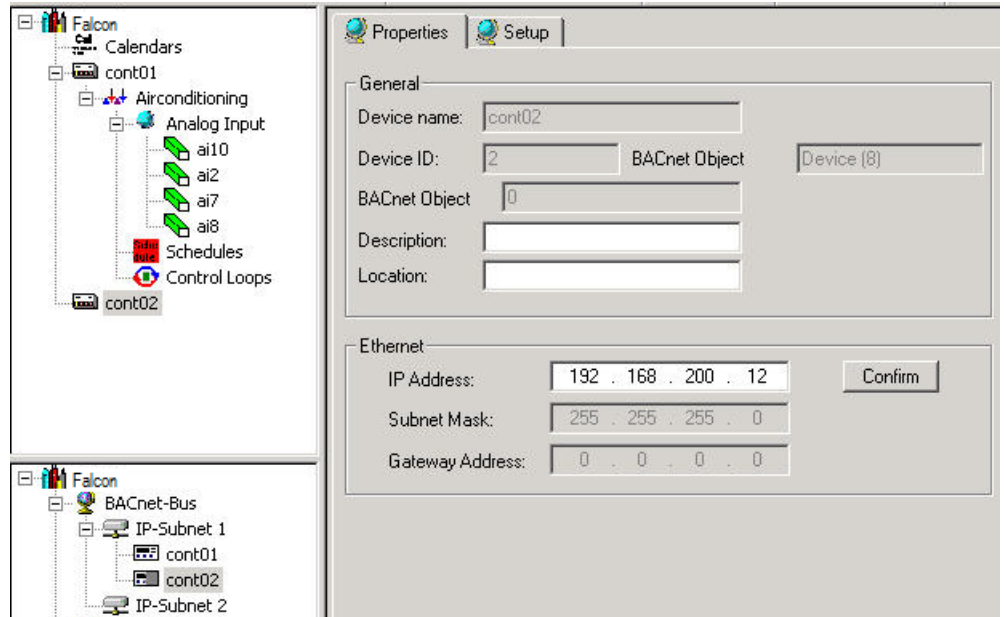 Falcon
Calendars
cont01
Airconditioning
Analog Input
ai10
ai2
ai7
ai8
Schedules
Control Loops
cont02
Falcon
BACnet-Bus
IP-Subnet 1
cont01
cont02
IP-Subnet 2
Properties Setup
General
Device name: cont02
Device ID: 2 BACnet Object Device (8)
BACnet Object 0
Description:
Location:
Ethernet
IP Address: 192 . 168 . 200 . 12 Confirm
Subnet Mask: 255 . 255 . 255 . 0
Gateway Address: 0 . 0 . 0 . 0